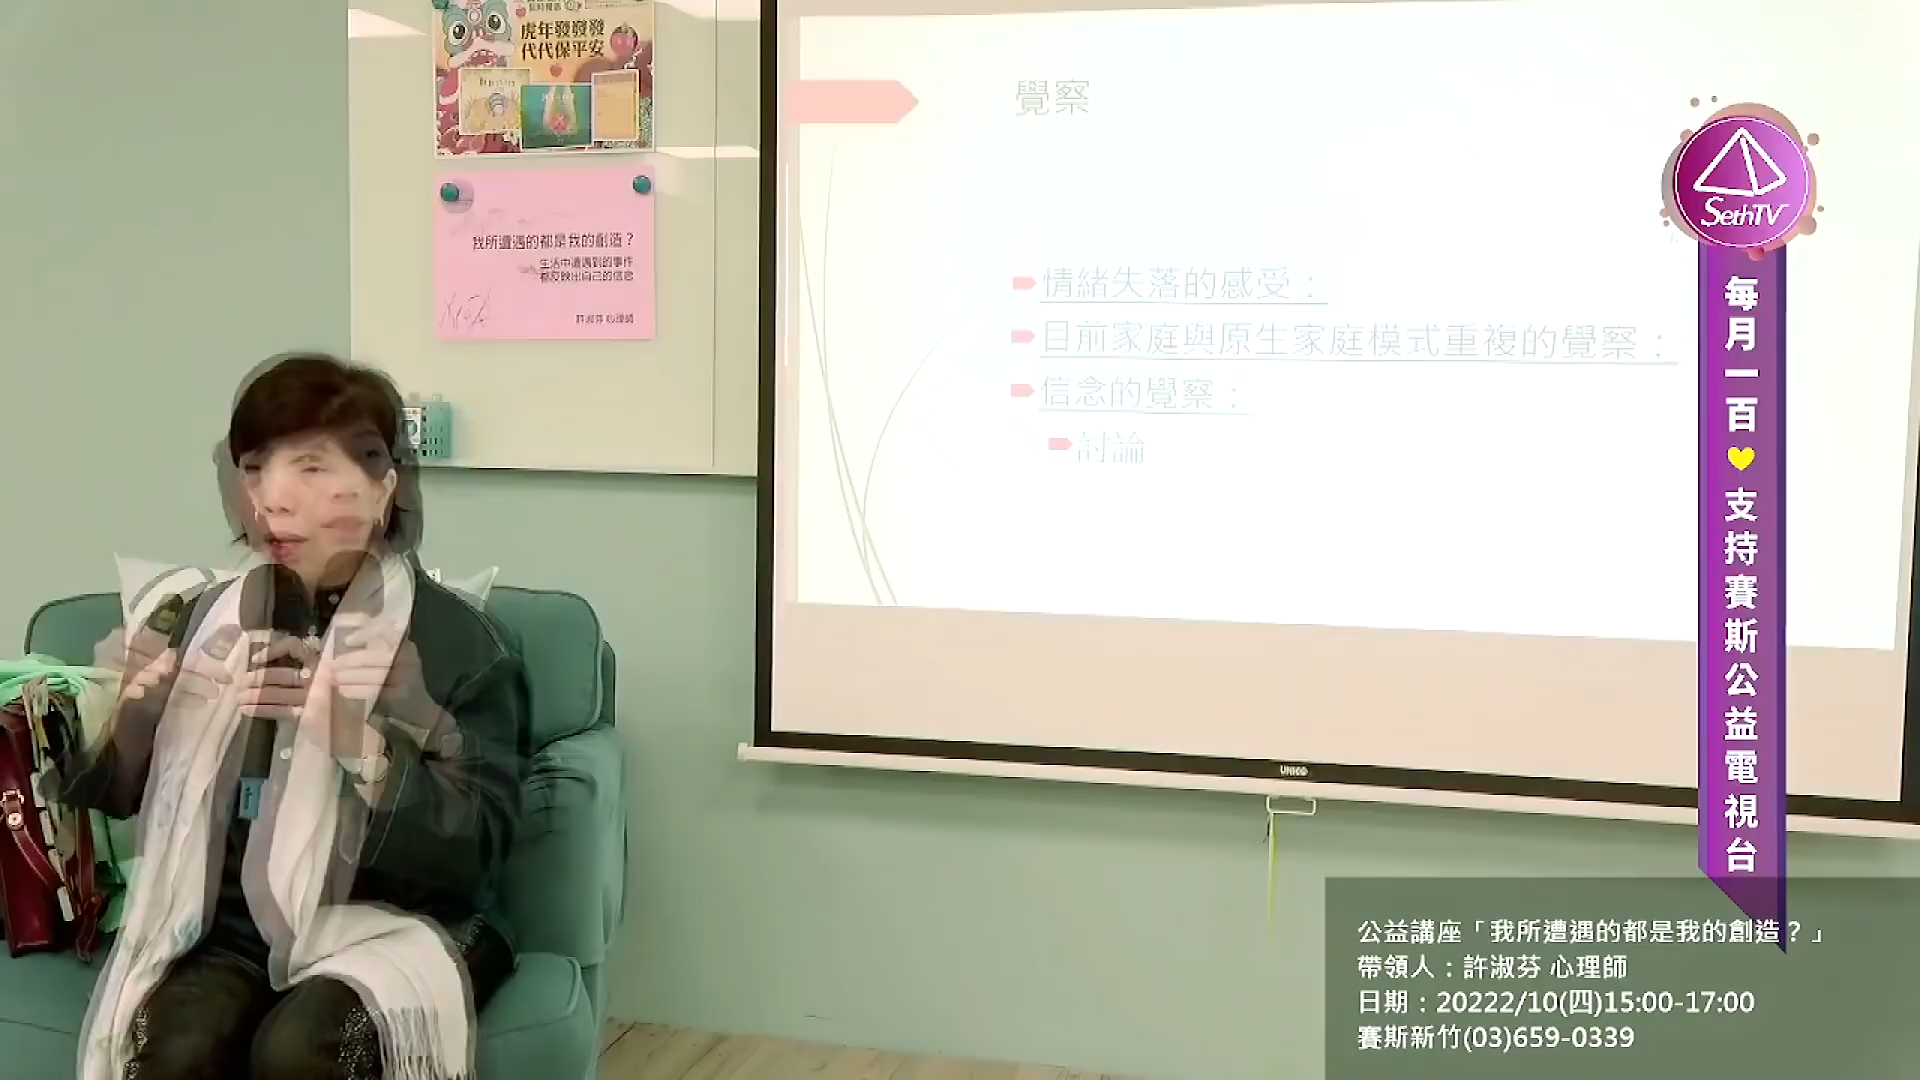 虎年發發發
代代保平安
我所遭遇的都是我的創造？
生活中遭遇到的事件
都反映出自己的信念
許淑芬 心理師
覺察
情緒失落的感受：
目前家庭與原生家庭模式重複的覺察：
信念的覺察：
討論
SethTV
每月一百💛支持賽斯公益電視台
公益講座「我所遭遇的都是我的創造？」
帶領人：許淑芬 心理師
日期：20222/10(四)15:00-17:00
賽斯新竹(03)659-0339